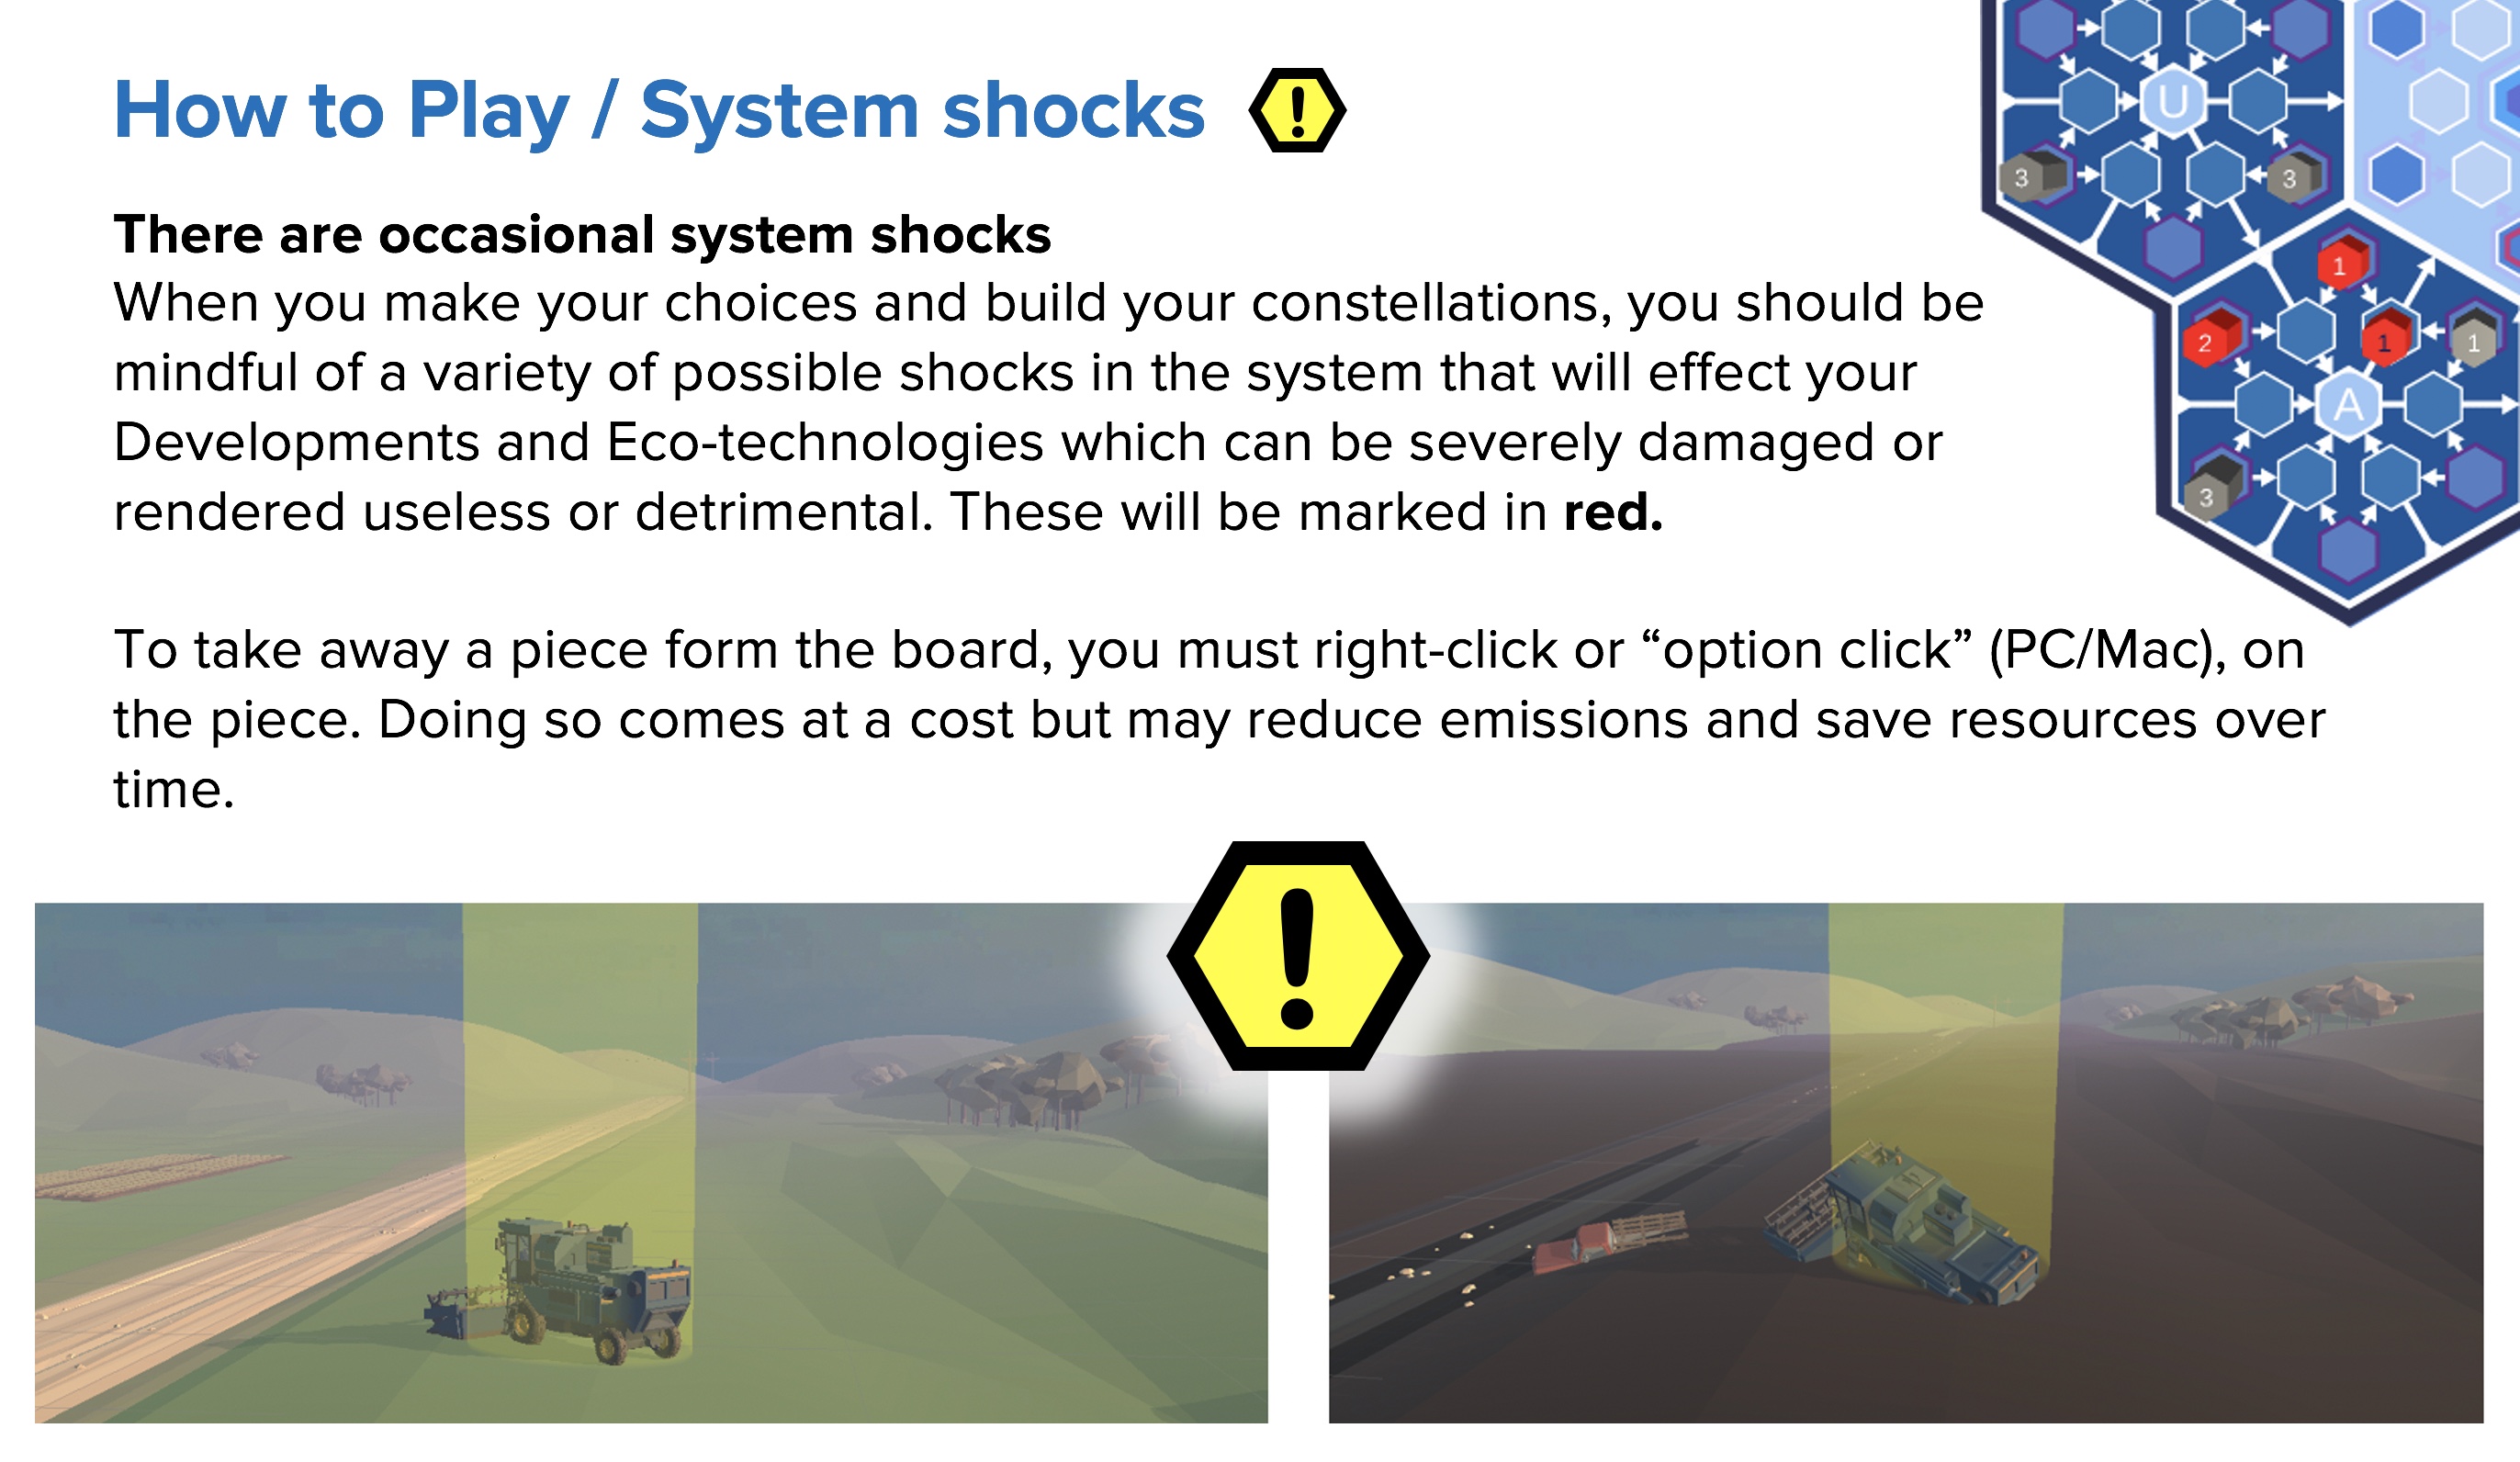 How to Play / System shocks
!
There are occasional system shocks
When you make your choices and build your constellations, you should be
mindful of a variety of possible shocks in the system that will effect your
Developments and Eco-technologies which can be severely damaged or
rendered useless or detrimental. These will be marked in red.
To take away a piece form the board, you must right-click or “option click” (PC/Mac), on
the piece. Doing so comes at a cost but may reduce emissions and save resources over
time.
U
3
3
1
2
1
1
A
3
!